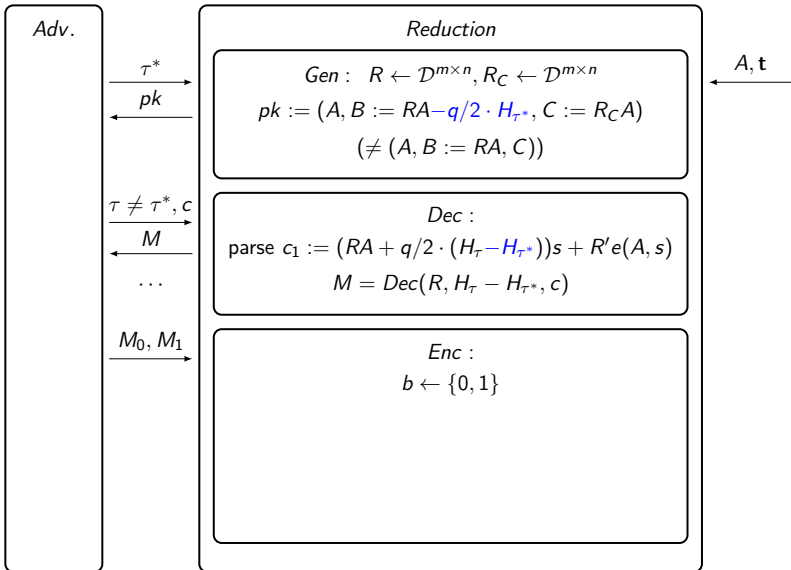 Adv.
Reduction
τ*
pk
Gen : R ← 𝒟^{m×n}, R_C ← 𝒟^{m×n}
pk := (A, B := RA−q/2 · H_{τ*}, C := R_C A)
(≠ (A, B := RA, C))
A, t
τ ≠ τ*, c
M
...
Dec :
parse c_1 := (RA + q/2 · (H_τ−H_{τ*}))s + R′e(A, s)
M = Dec(R, H_τ − H_{τ*}, c)
M_0, M_1
Enc :
b ← {0, 1}